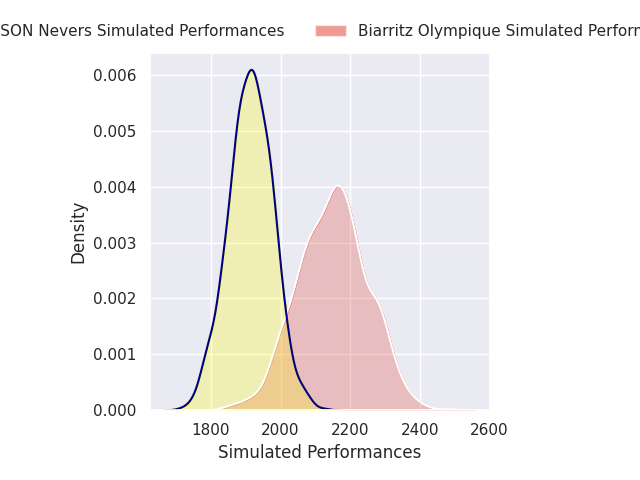 SON Nevers Simulated Performances Biarritz Olympique Simulated Perfor
0.006
0.005
0.004
0.003
0.002
0.001
0.000
Density
1800 2000 2200 2400 2600
Simulated Performances